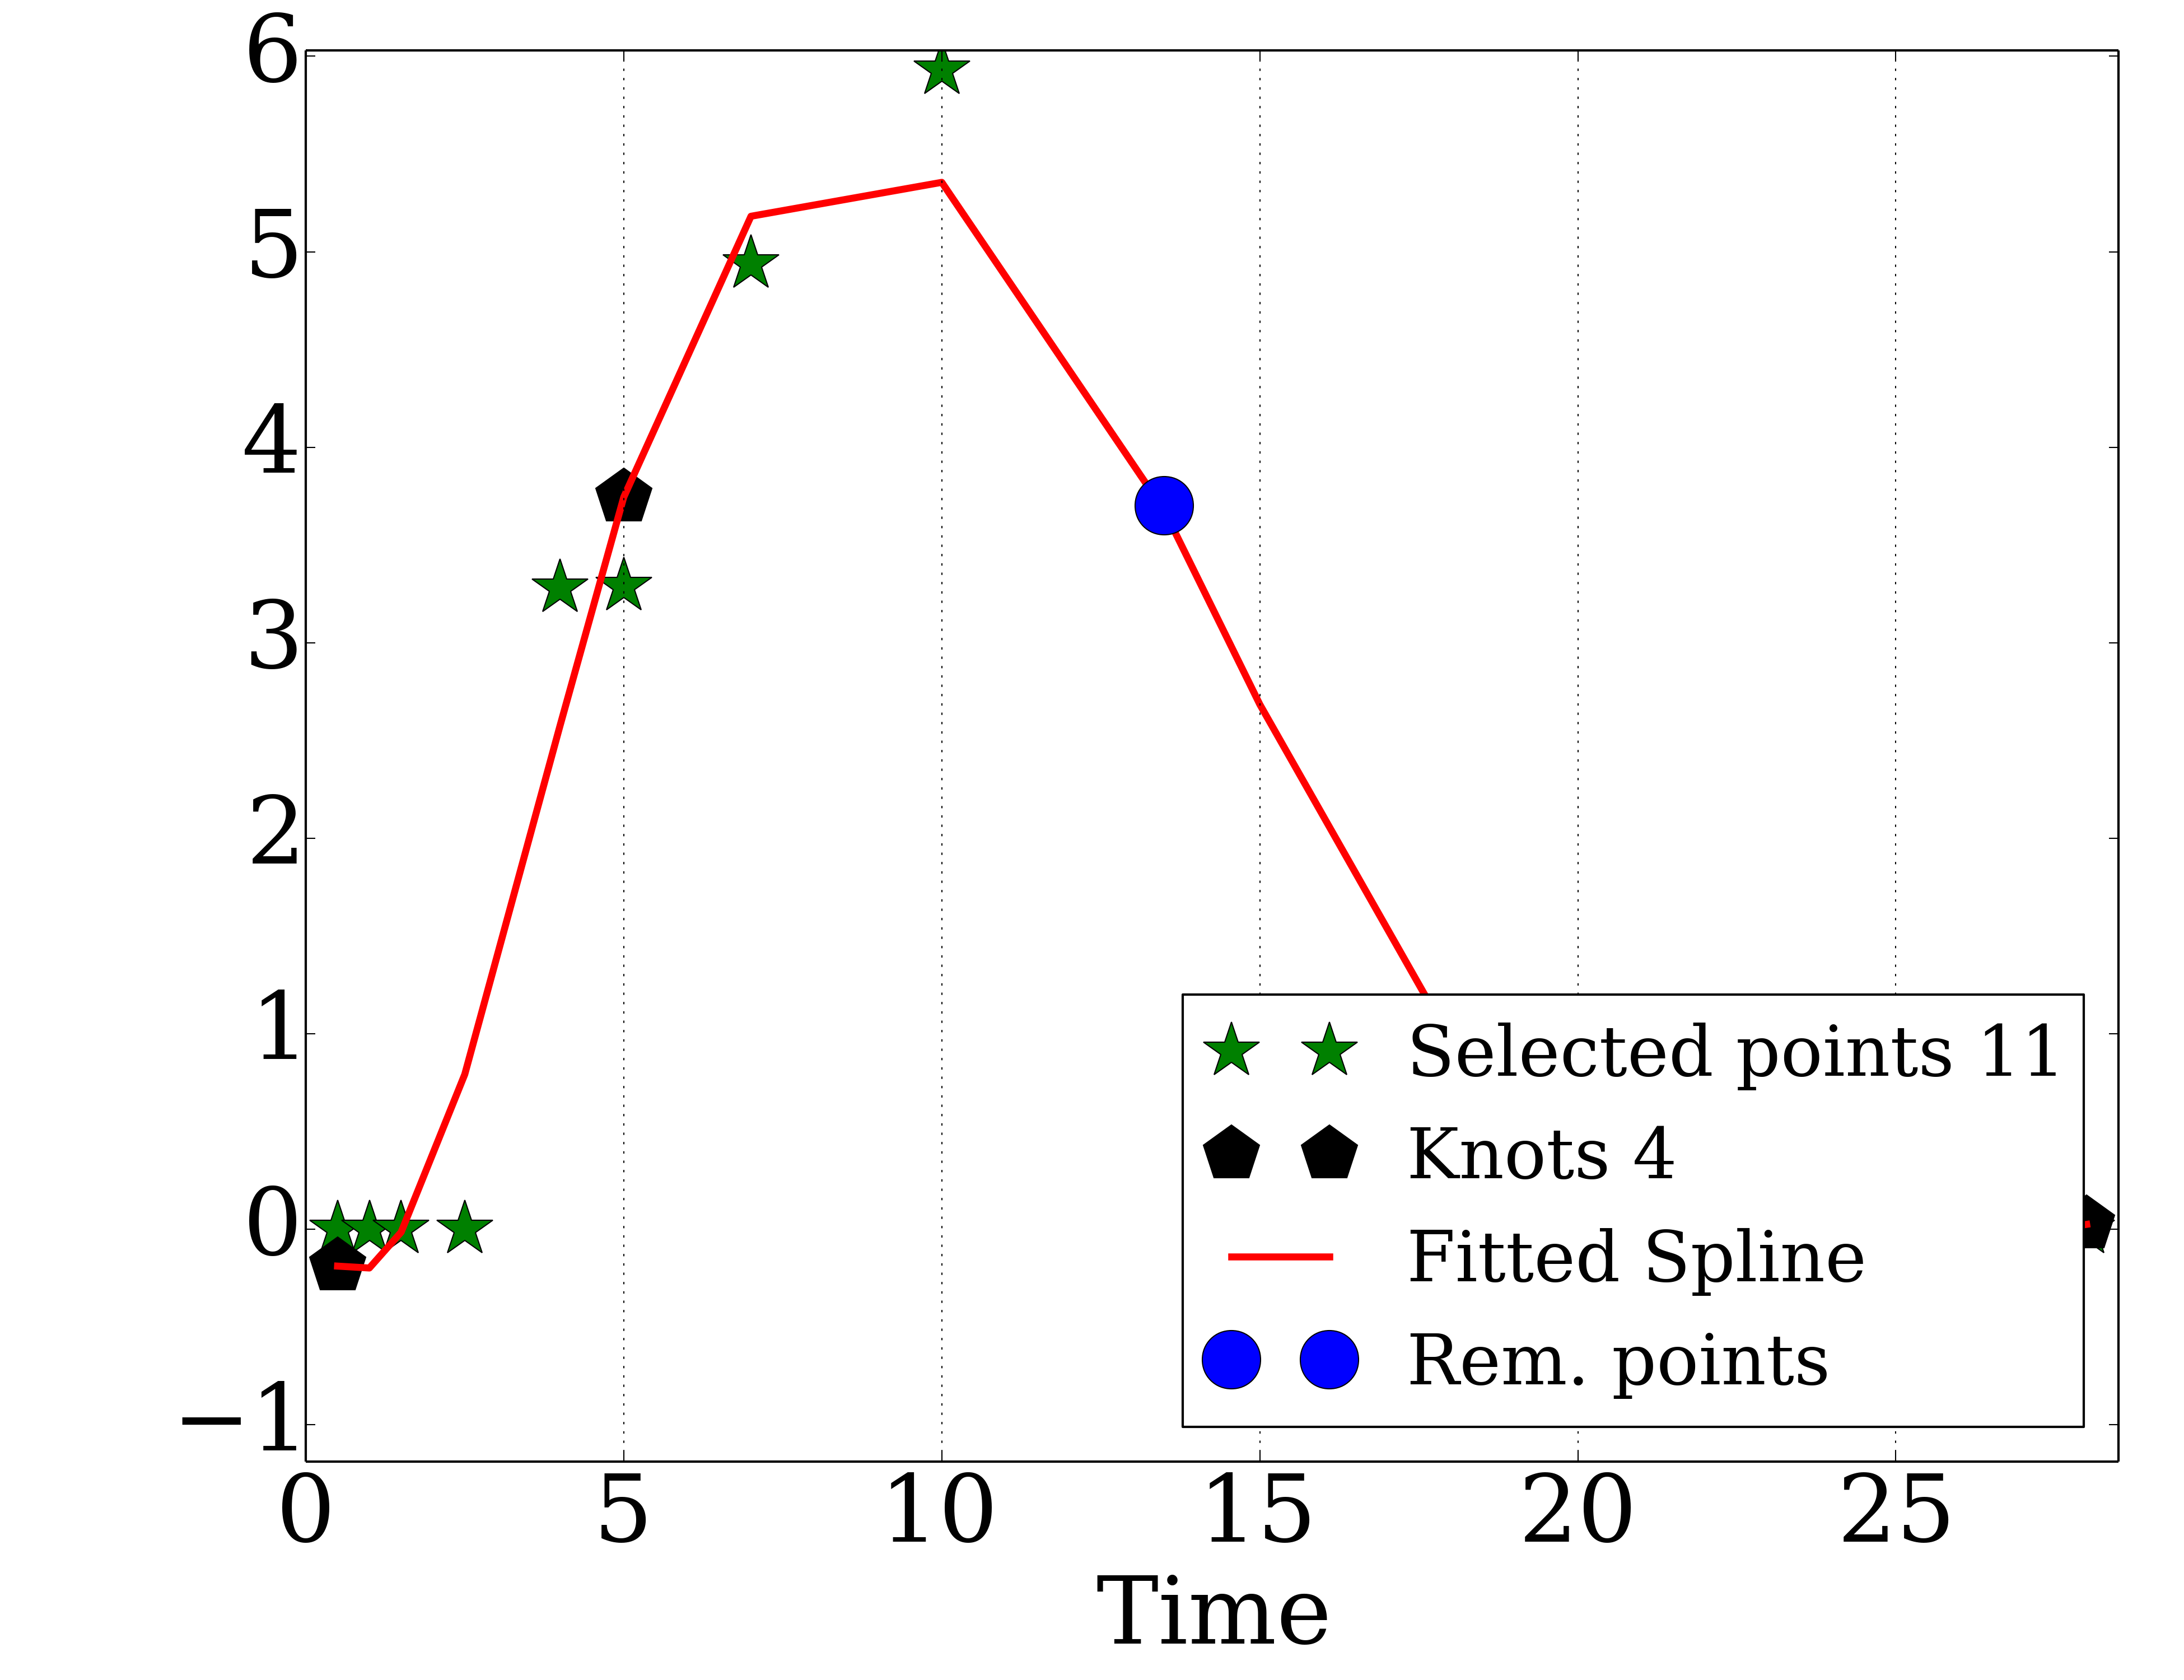 6
5
4
3
2
1
0
−1
Selected points 11
Knots 4
Fitted Spline
Rem. points
0 5 10 15 20 25
Time